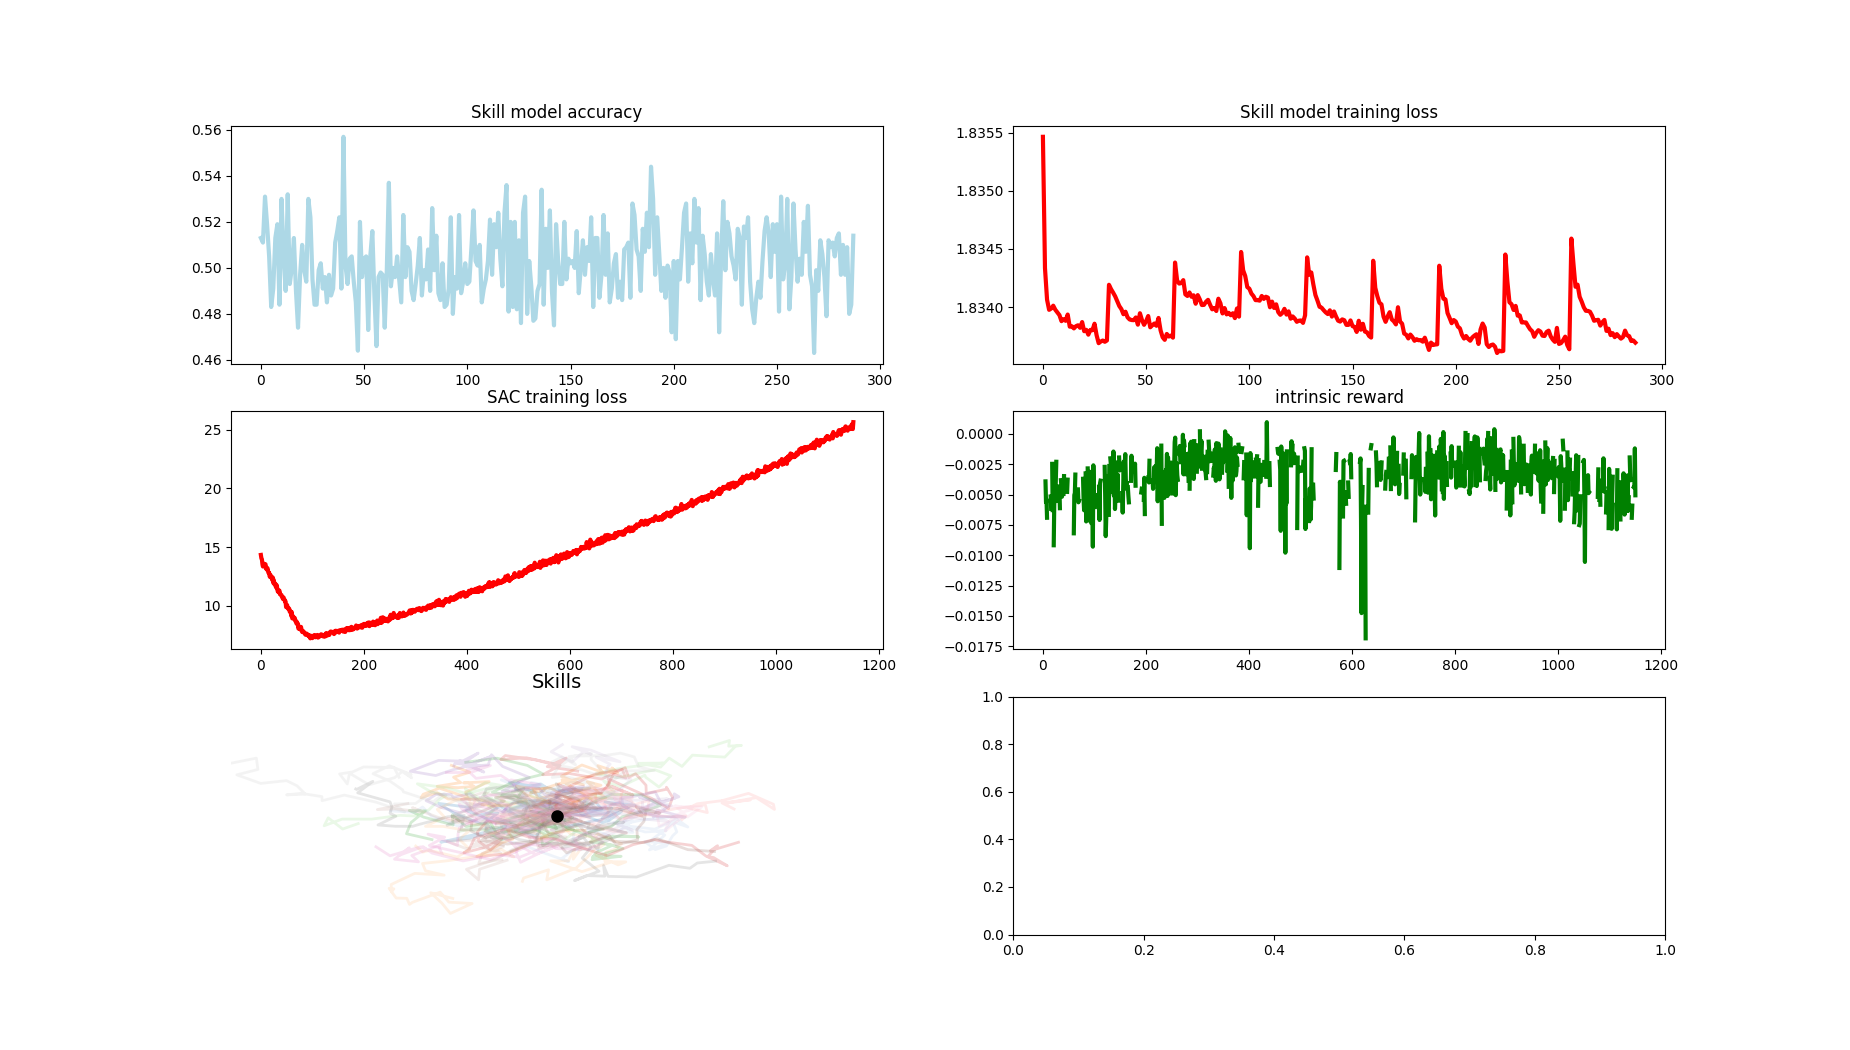 Skill model accuracy
0.56
0.54
0.52
0.50
0.48
0.46
0 50 100 150 200 250 300
Skill model training loss
1.8355
1.8350
1.8345
1.8340
0 50 100 150 200 250 300
SAC training loss
25
20
15
10
0 200 400 600 800 1000 1200
intrinsic reward
0.0000
−0.0025
−0.0050
−0.0075
−0.0100
−0.0125
−0.0150
−0.0175
0 200 400 600 800 1000 1200
Skills
1.0
0.8
0.6
0.4
0.2
0.0
0.0 0.2 0.4 0.6 0.8 1.0